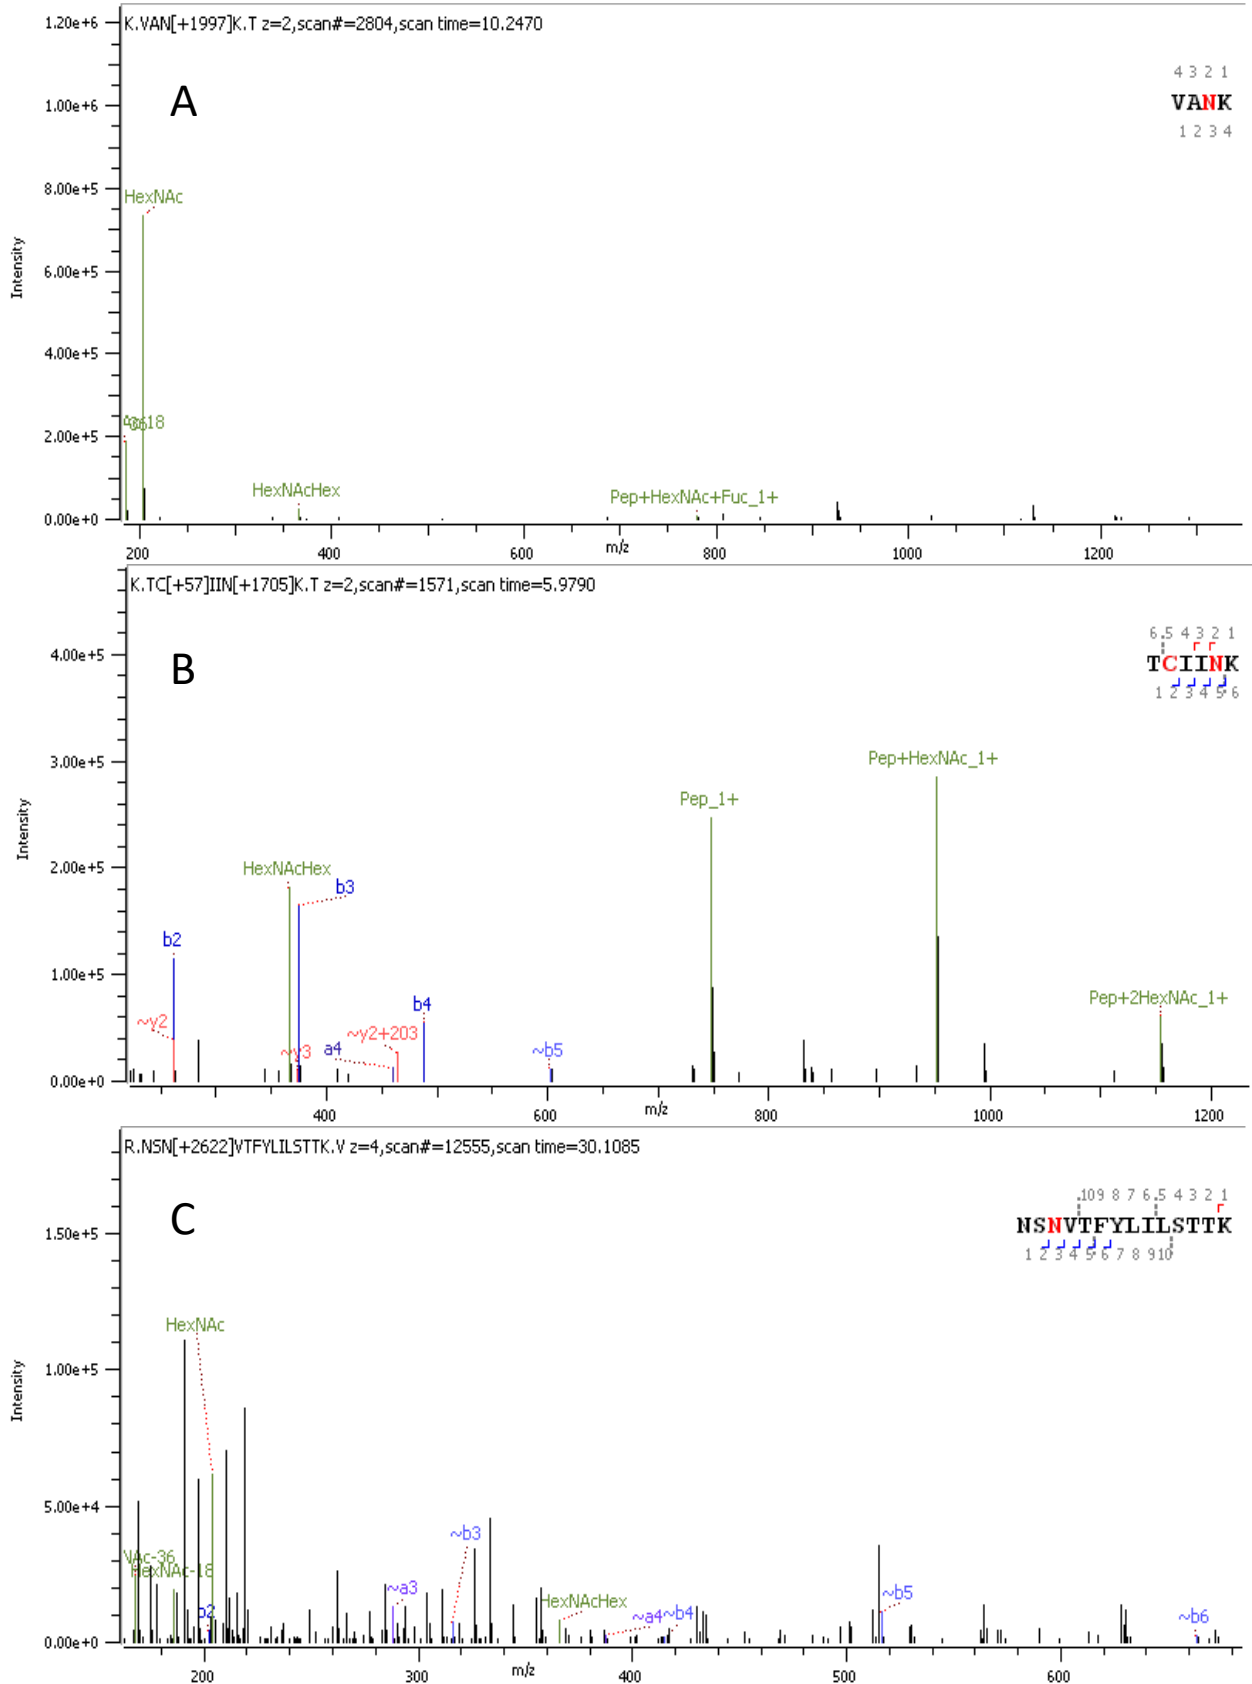 1.20e+6
K.VAN[+1997]K.T z=2,scan#=2804,scan time=10.2470
A
4 3 2 1
VANK
1 2 3 4
1.00e+6
8.00e+5
HexNAc
6.00e+5
Intensity
4.00e+5
2.00e+5
HexNAcHex
Pep+HexNAc+Fuc_1+
0.00e+0
200
400
600
m/z
800
1000
1200
K.TC[+57]IIN[+1705]K.T z=2,scan#=1571,scan time=5.9790
B
6 5 4 3 2 1
TCIINK
1 2 3 4 5 6
4.00e+5
3.00e+5
Pep+HexNAc_1+
Pep_1+
Intensity
2.00e+5
HexNAcHex
b3
b2
1.00e+5
b4
Pep+2HexNAc_1+
~y2
~y2+203
~y3
a4
~b5
0.00e+0
400
600
m/z
800
1000
1200
R.NSN[+2622]VTFYLILSTTK.V z=4,scan#=12555,scan time=30.1085
C
109 8 7 6 5 4 3 2 1
NSNVTFYLILSTTK
1 2 3 4 5 6 7 8 910
1.50e+5
HexNAc
1.00e+5
Intensity
5.00e+4
NAc-36
HexNAc-18
b2
~a3
~b3
HexNAcHex
~a4
~b4
~b5
~b6
0.00e+0
200
300
400
500
600
m/z